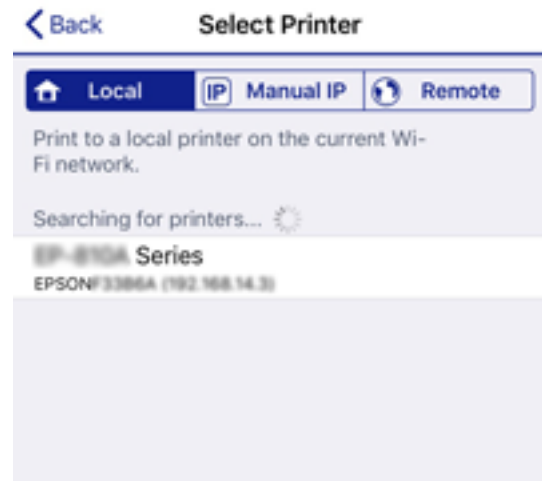 Back Select Printer
Local IP Manual IP Remote
Print to a local printer on the current Wi-
Fi network.
Searching for printers...
Series
EPSON